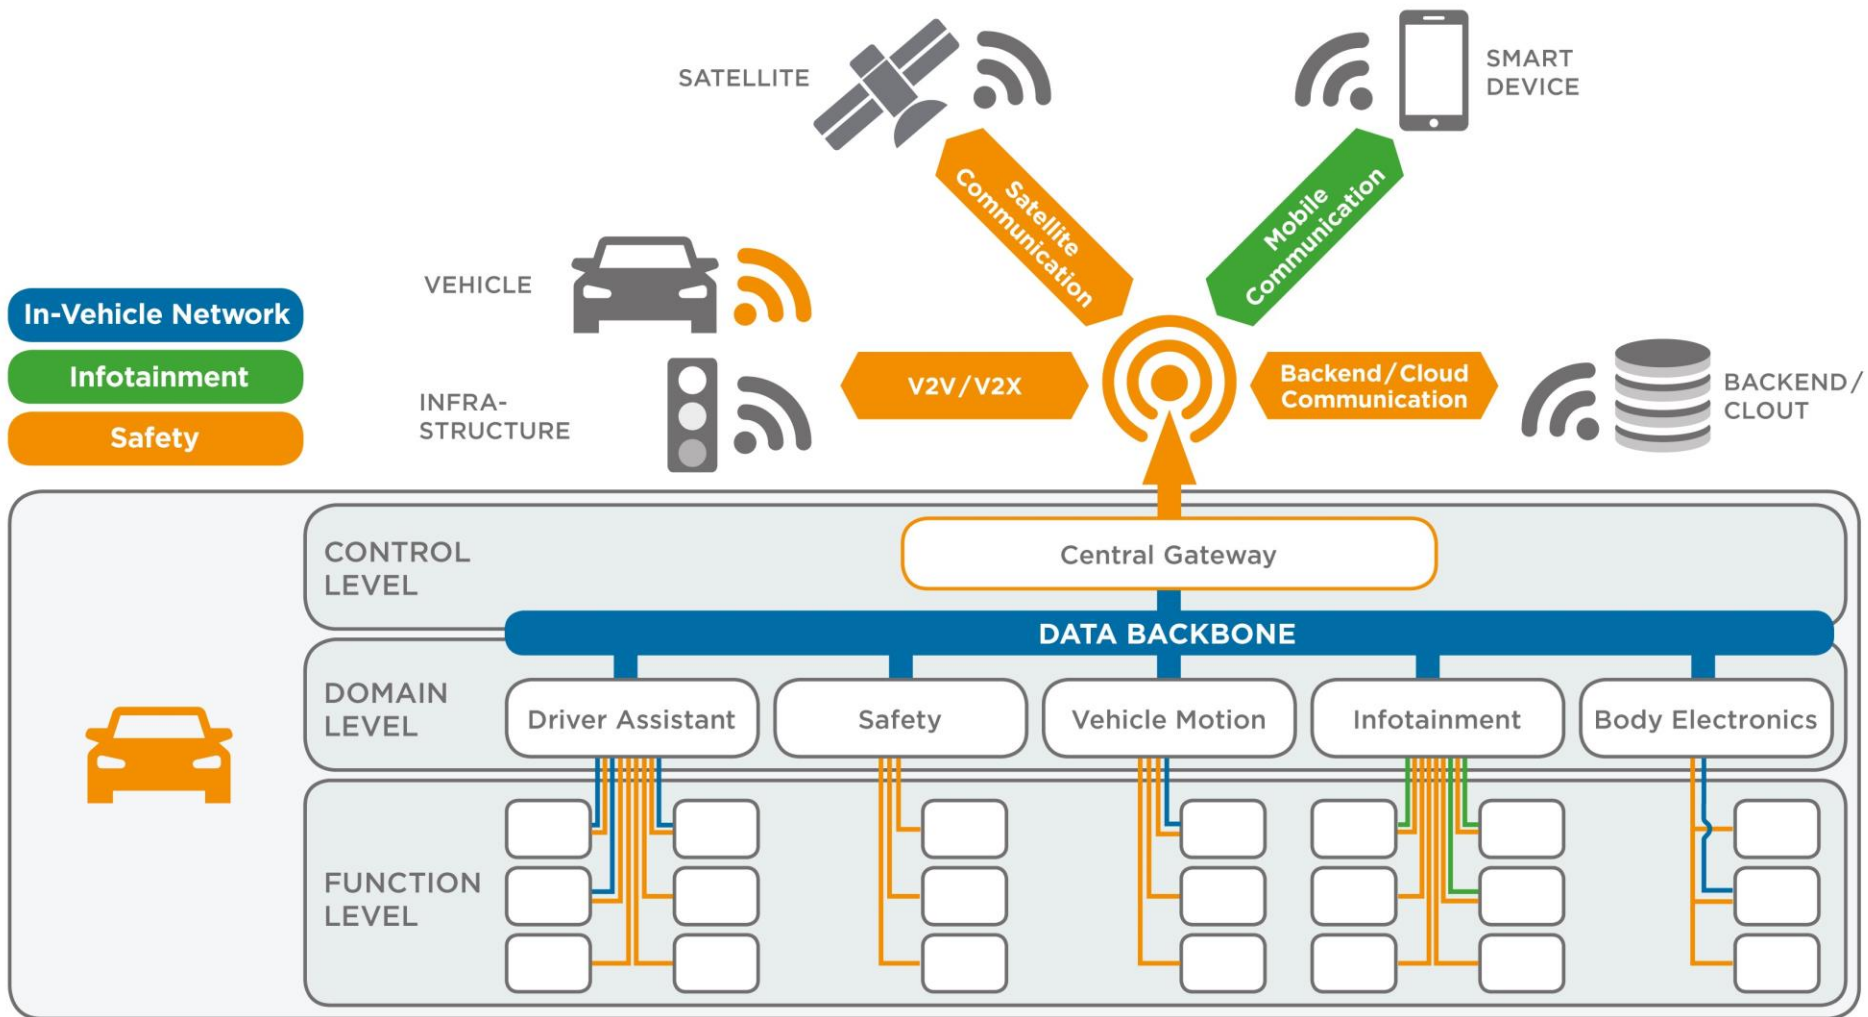 SATELLITE
SMART
DEVICE
Satellite
Communication
Mobile
Communication
VEHICLE
In-Vehicle Network
Infotainment
Safety
INFRA-
STRUCTURE
V2V/V2X
Backend/Cloud
Communication
BACKEND/
CLOUT
CONTROL
LEVEL
Central Gateway
DATA BACKBONE
DOMAIN
LEVEL
Driver Assistant
Safety
Vehicle Motion
Infotainment
Body Electronics
FUNCTION
LEVEL